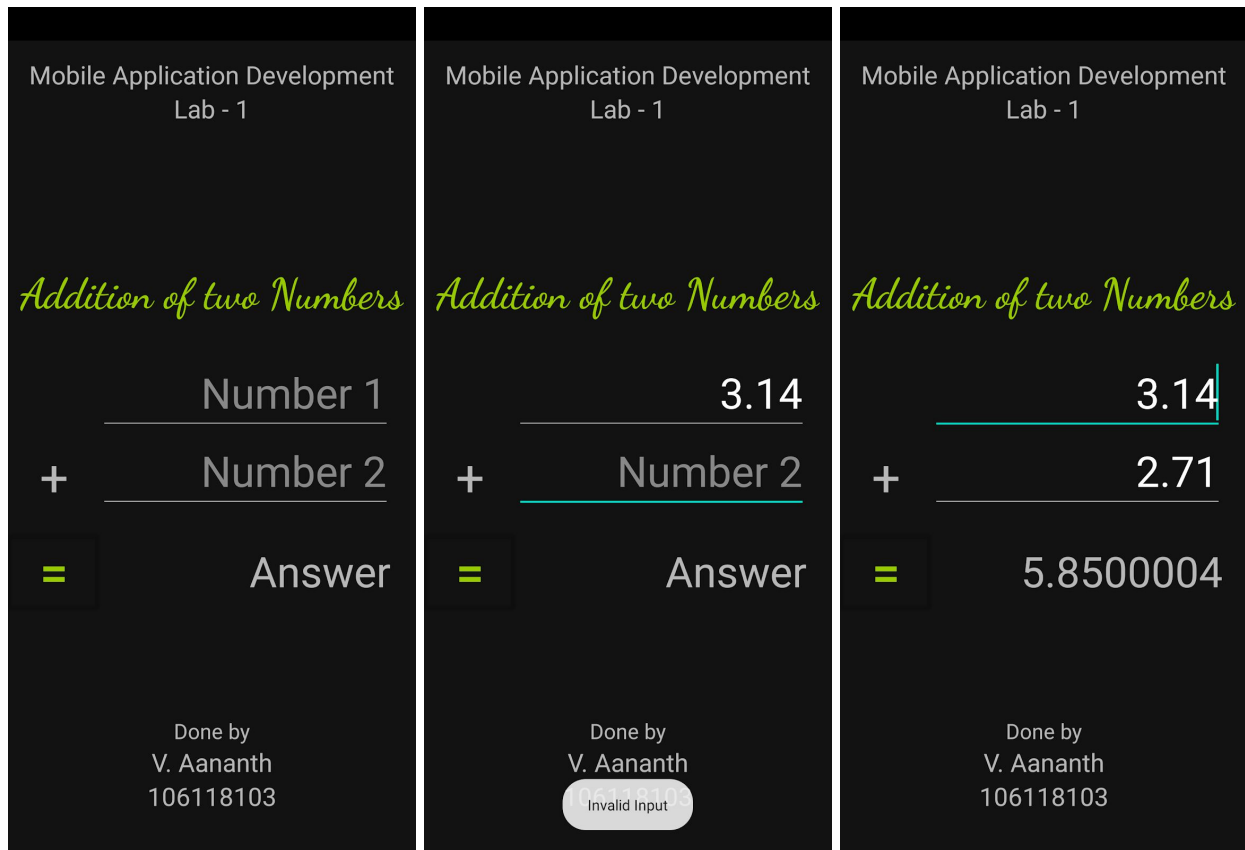 Mobile Application Development
Lab - 1
Addition of two Numbers
Number 1
+ Number 2
= Answer
Done by
V. Aananth
106118103
Mobile Application Development
Lab - 1
Addition of two Numbers
3.14
+ Number 2
= Answer
Done by
V. Aananth
106118103
Invalid Input
Mobile Application Development
Lab - 1
Addition of two Numbers
3.14
+ 2.71
= 5.8500004
Done by
V. Aananth
106118103